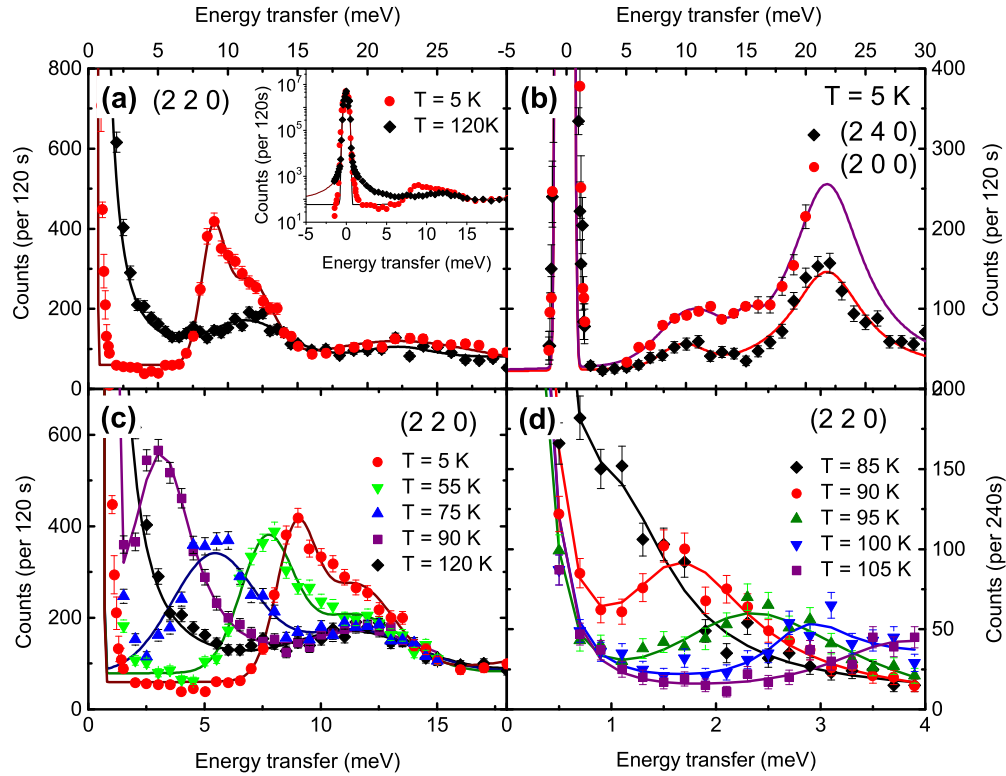 Energy transfer (meV)
Energy transfer (meV)
0 5 10 15 20 25
-5 0 5 10 15 20 25 30
800
600
400
200
0
Counts (per 120 s)
(a)
(2 2 0)
10^7
10^5
10^3
10^1
Counts (per 120s)
T = 5 K
T = 120K
-5 0 5 10 15
Energy transfer (meV)
(b)
T = 5 K
(2 4 0)
(2 0 0)
400
300
200
100
0
Counts (per 120 s)
(c)
(2 2 0)
T = 5 K
T = 55 K
T = 75 K
T = 90 K
T = 120 K
600
400
200
0
Counts (per 120 s)
0 5 10 15
Energy transfer (meV)
(d)
(2 2 0)
T = 85 K
T = 90 K
T = 95 K
T = 100 K
T = 105 K
200
150
100
50
0
Counts (per 240s)
1 2 3 4
Energy transfer (meV)